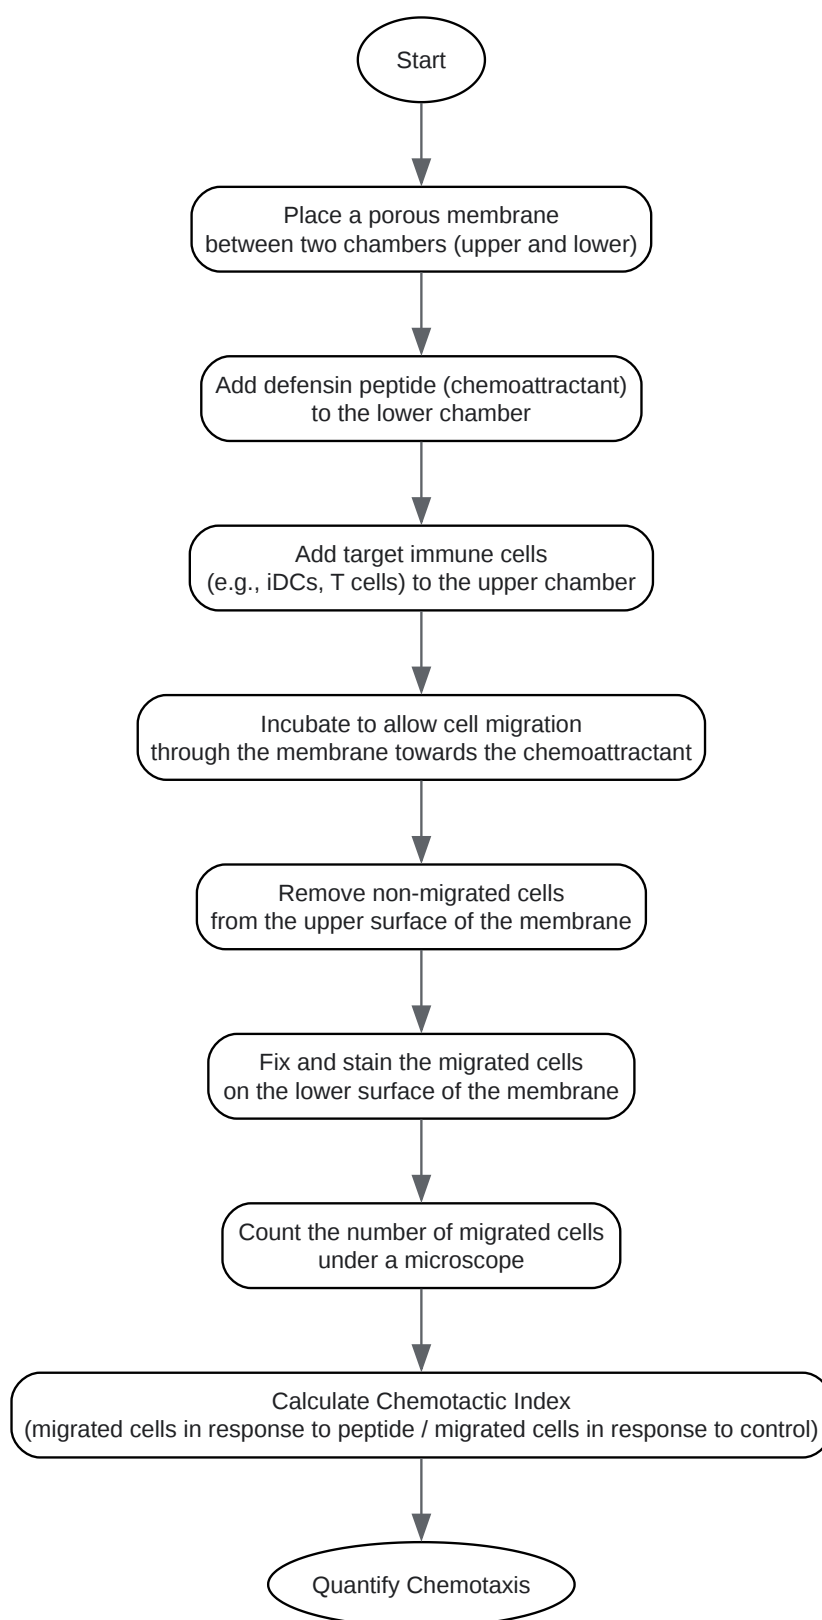 Start
Place a porous membrane
between two chambers (upper and lower)
Add defensin peptide (chemoattractant)
to the lower chamber
Add target immune cells
(e.g., iDCs, T cells) to the upper chamber
Incubate to allow cell migration
through the membrane towards the chemoattractant
Remove non-migrated cells
from the upper surface of the membrane
Fix and stain the migrated cells
on the lower surface of the membrane
Count the number of migrated cells
under a microscope
Calculate Chemotactic Index
(migrated cells in response to peptide / migrated cells in response to control)
Quantify Chemotaxis